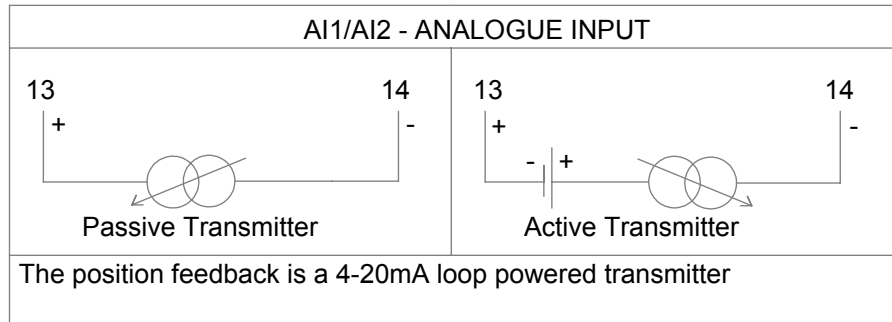 AI1/AI2 - ANALOGUE INPUT
13 14
+ -
Passive Transmitter
13 14
+ -
- +
Active Transmitter
The position feedback is a 4-20mA loop powered transmitter